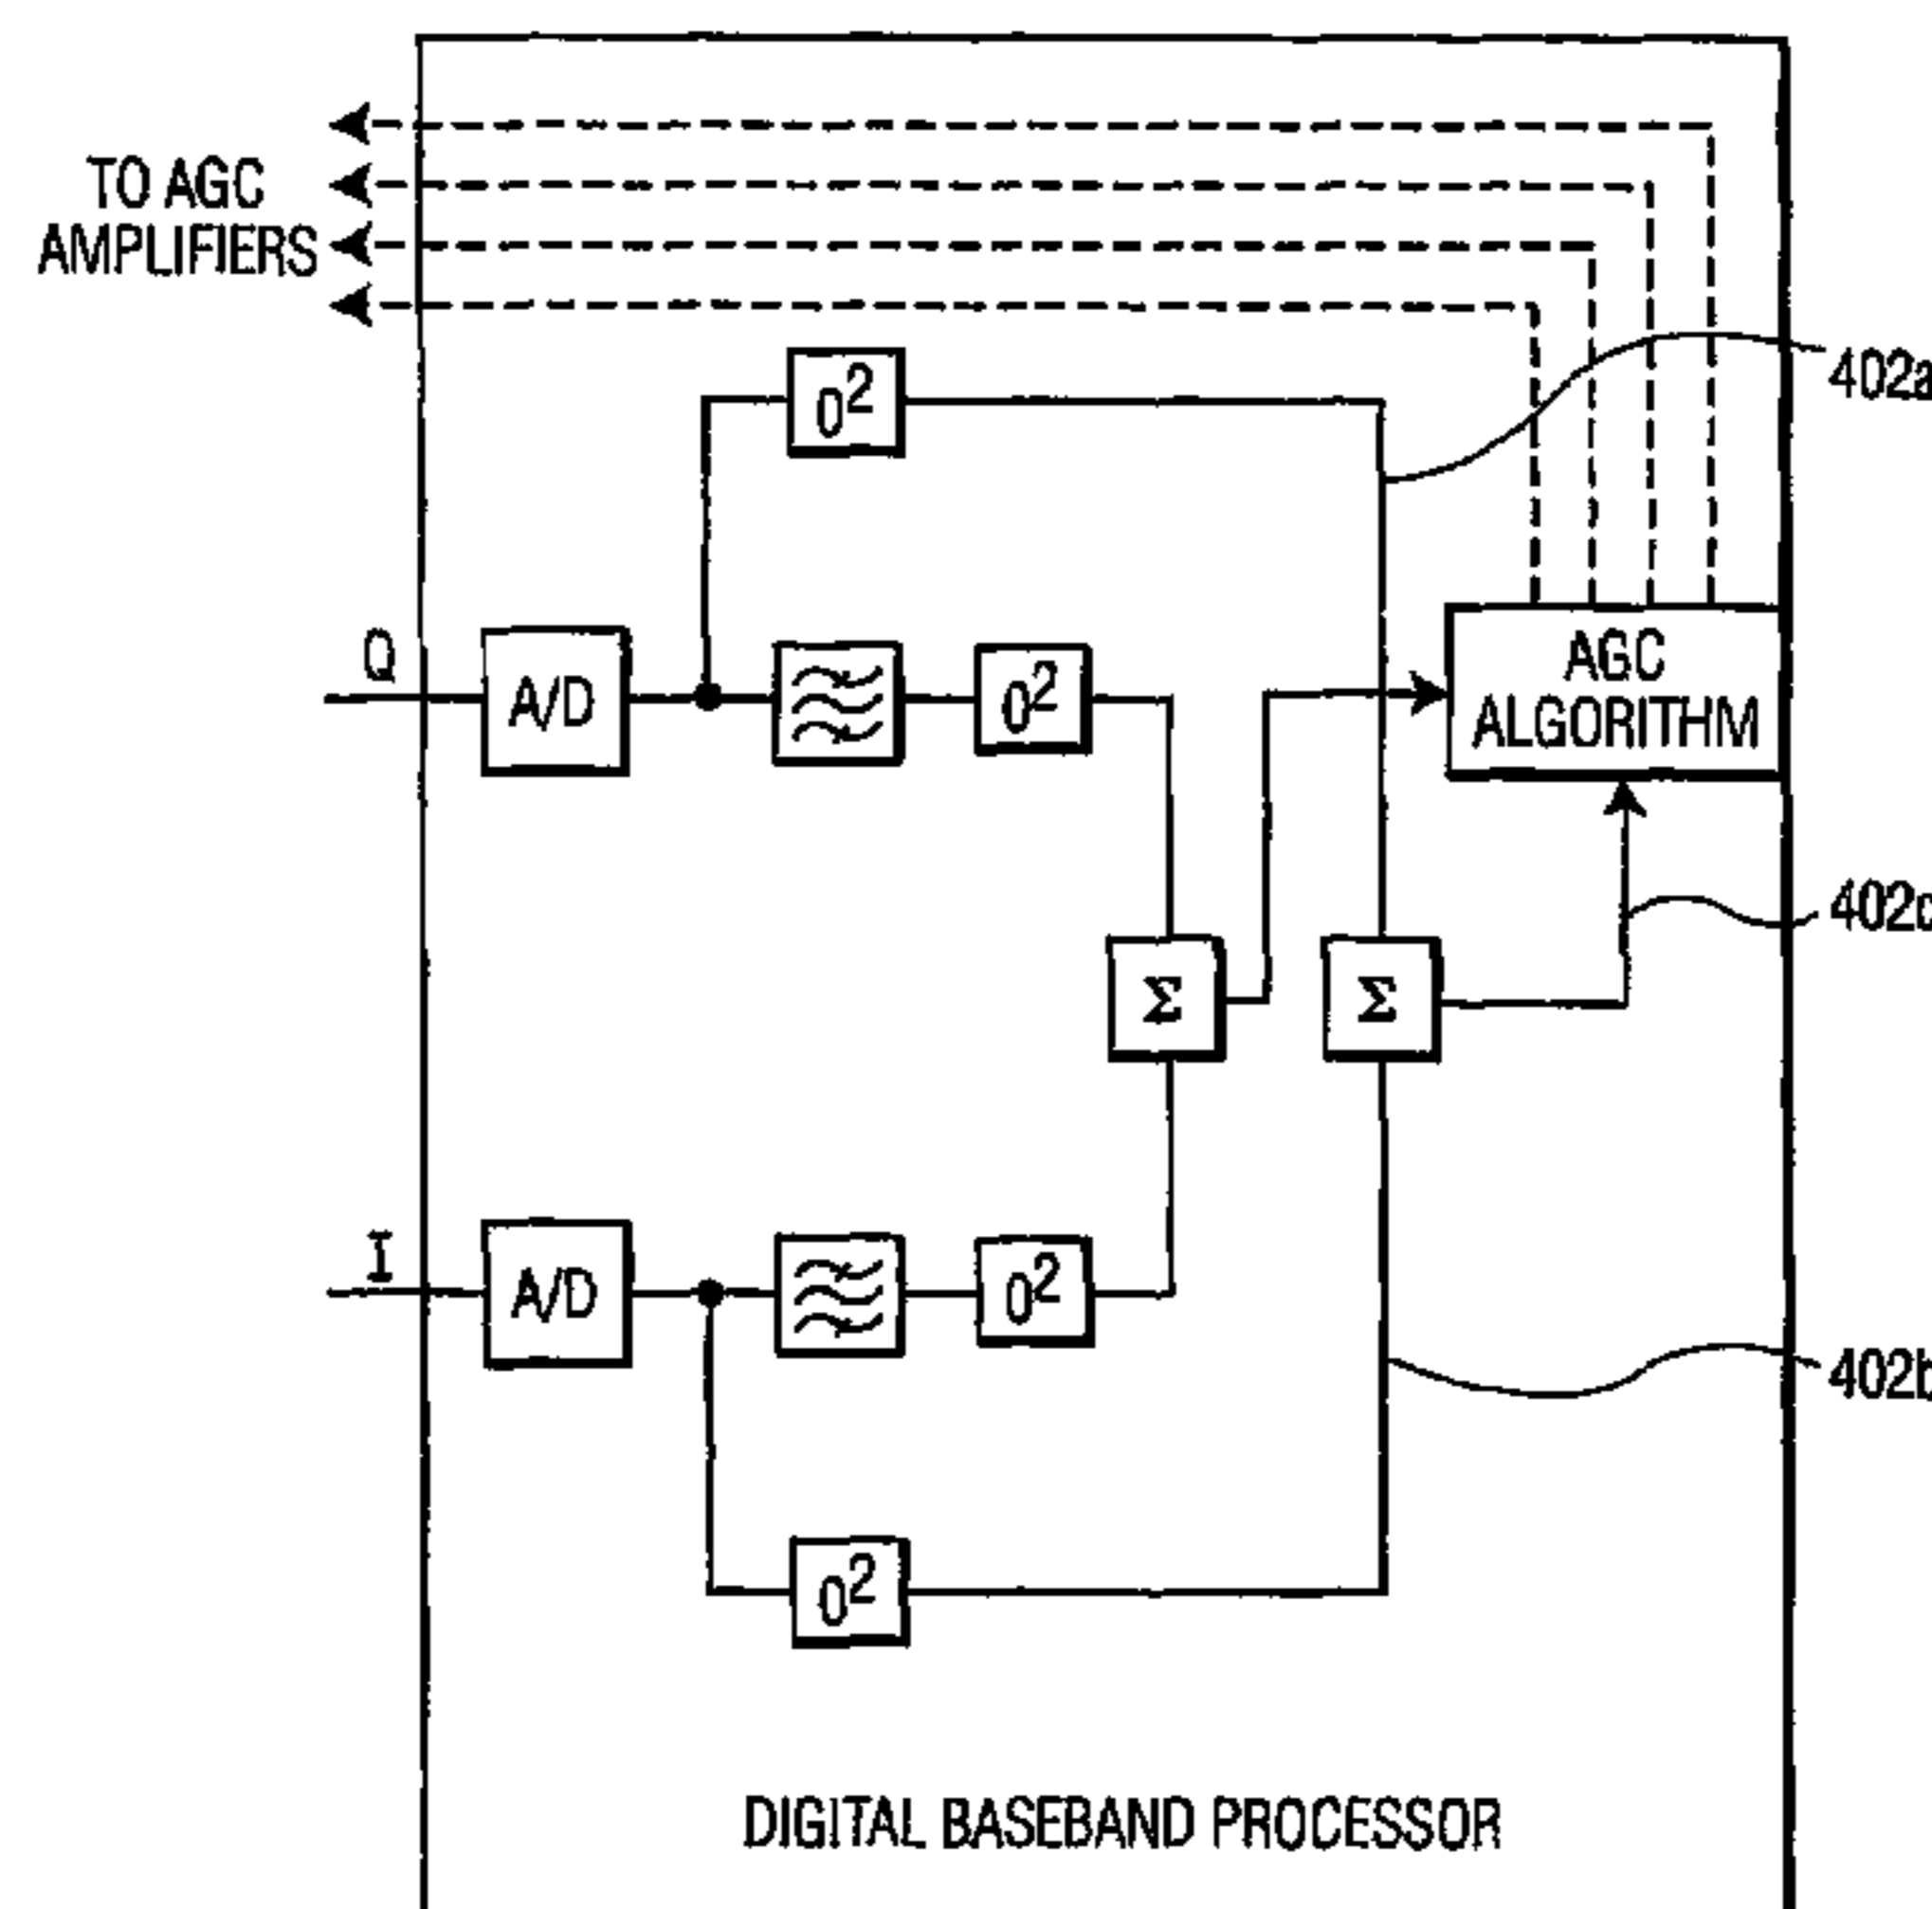 TO AGC
AMPLIFIERS
402a
0²
Q
A/D
0²
AGC
ALGORITHM
402c
Σ
Σ
I
A/D
0²
402b
0²
DIGITAL BASEBAND PROCESSOR